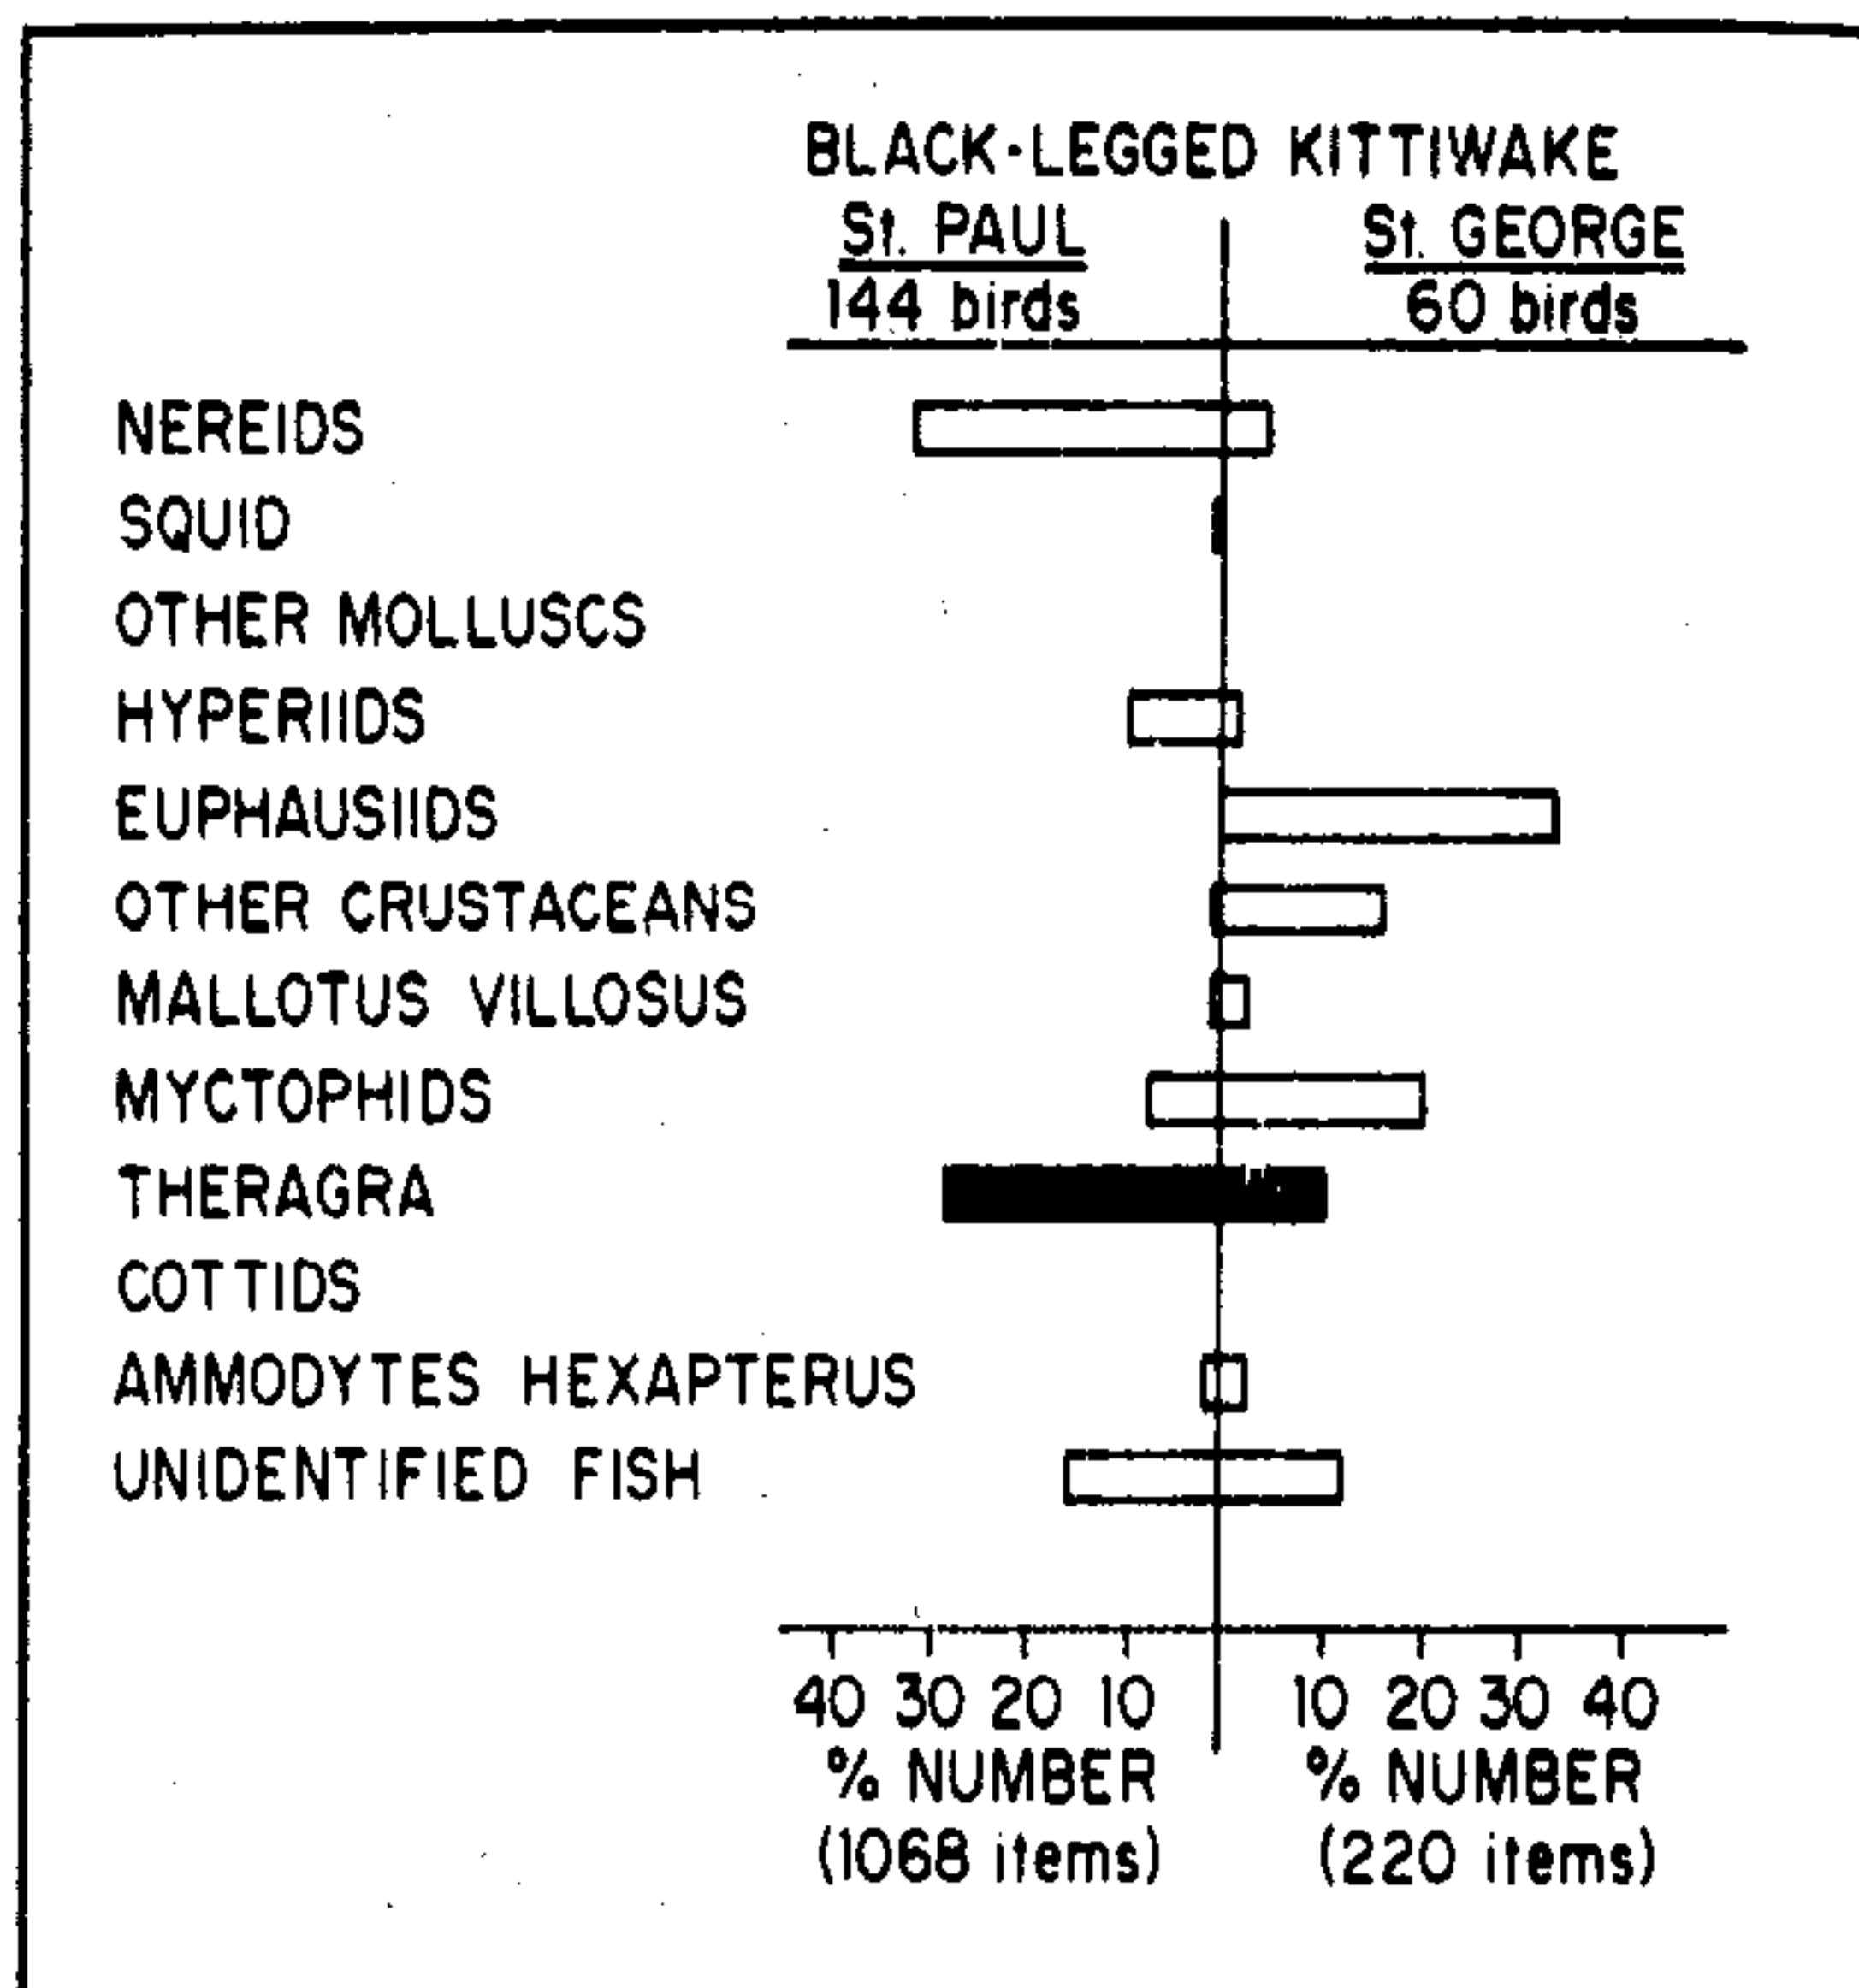 BLACK-LEGGED KITTIWAKE
St. PAUL St. GEORGE
144 birds 60 birds
NEREIDS
SQUID
OTHER MOLLUSCS
HYPERIIDS
EUPHAUSIIDS
OTHER CRUSTACEANS
MALLOTUS VILLOSUS
MYCTOPHIDS
THERAGRA
COTTIDS
AMMODYTES HEXAPTERUS
UNIDENTIFIED FISH
40 30 20 10 10 20 30 40
% NUMBER % NUMBER
(1068 items) (220 items)